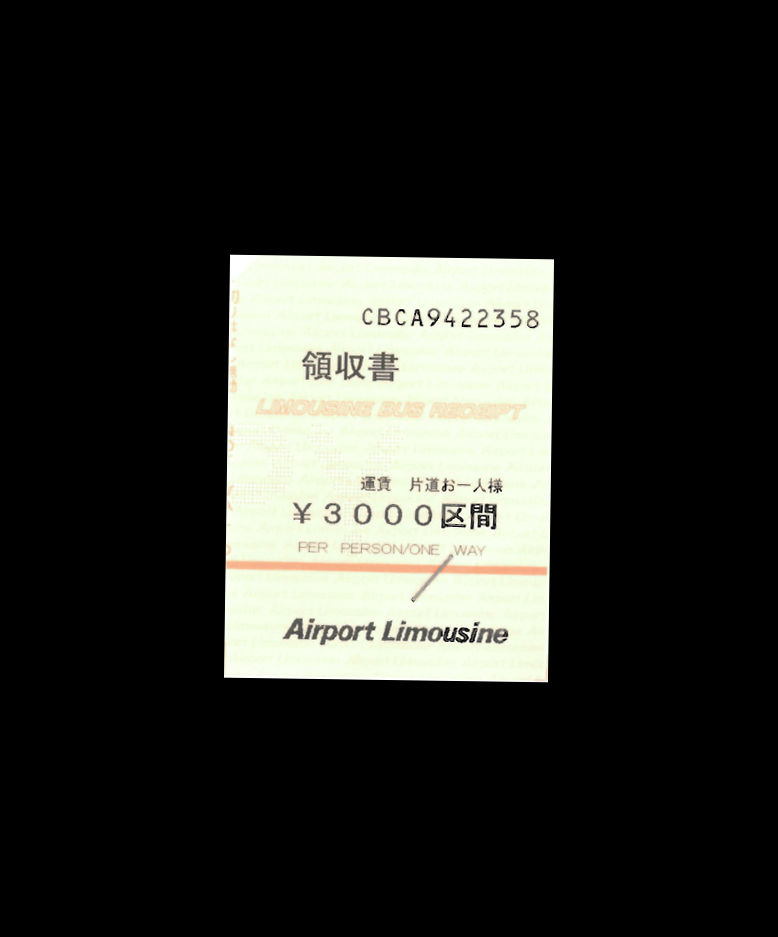 CBCA9422358
領収書
LIMOUSINE BUS RECEIPT
運賃 片道お一人様
¥3000区間
PER PERSON/ONE WAY
Airport Limousine